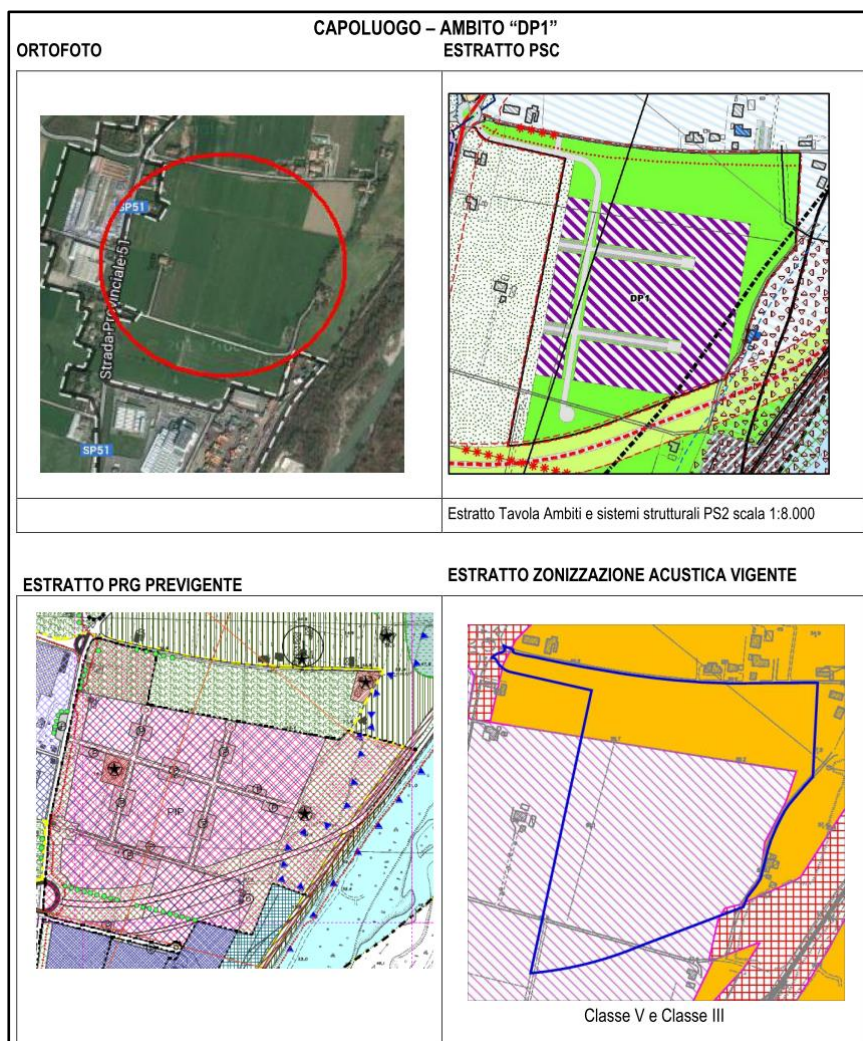 CAPOLUOGO – AMBITO “DP1”
ORTOFOTO
ESTRATTO PSC
SP51
Strada Provinciale 51
SP51
DP1
Estratto Tavola Ambiti e sistemi strutturali PS2 scala 1:8.000
ESTRATTO PRG PREVIGENTE
ESTRATTO ZONIZZAZIONE ACUSTICA VIGENTE
PIP
Classe V e Classe III